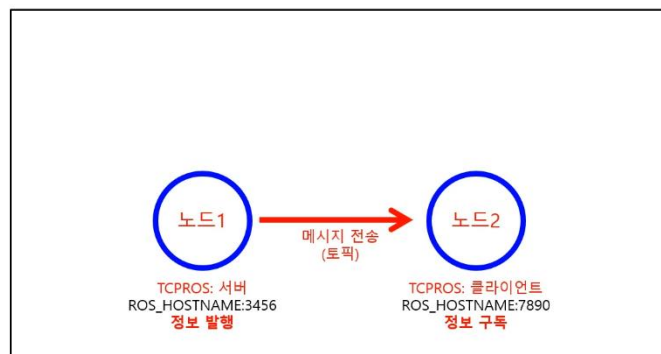 노드1
노드2
메시지 전송
(토픽)
TCPROS: 서버
ROS_HOSTNAME:3456
정보 발행
TCPROS: 클라이언트
ROS_HOSTNAME:7890
정보 구독